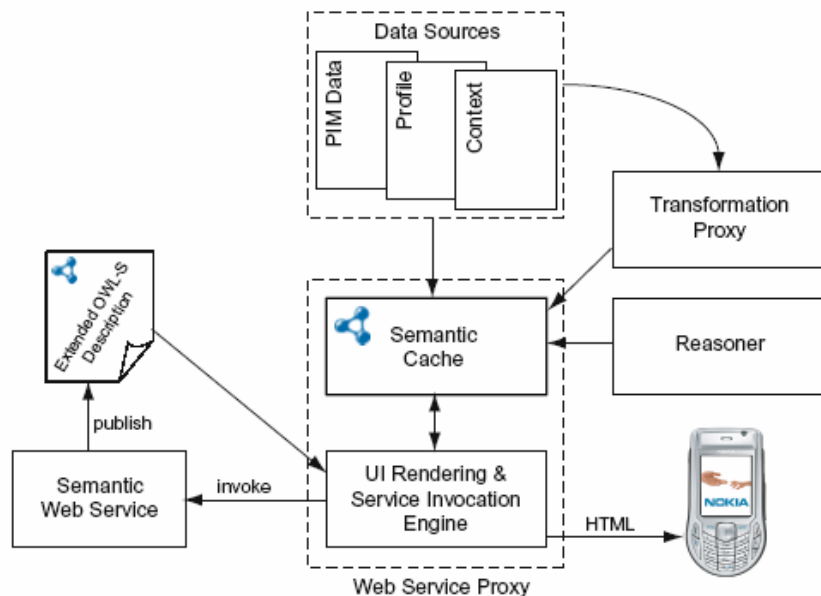 Data Sources
PIM Data
Profile
Context
Transformation
Proxy
Extended OWL-S
Description
Semantic
Cache
Reasoner
publish
Semantic
Web Service
invoke
UI Rendering &
Service Invocation
Engine
HTML
NOKIA
Web Service Proxy